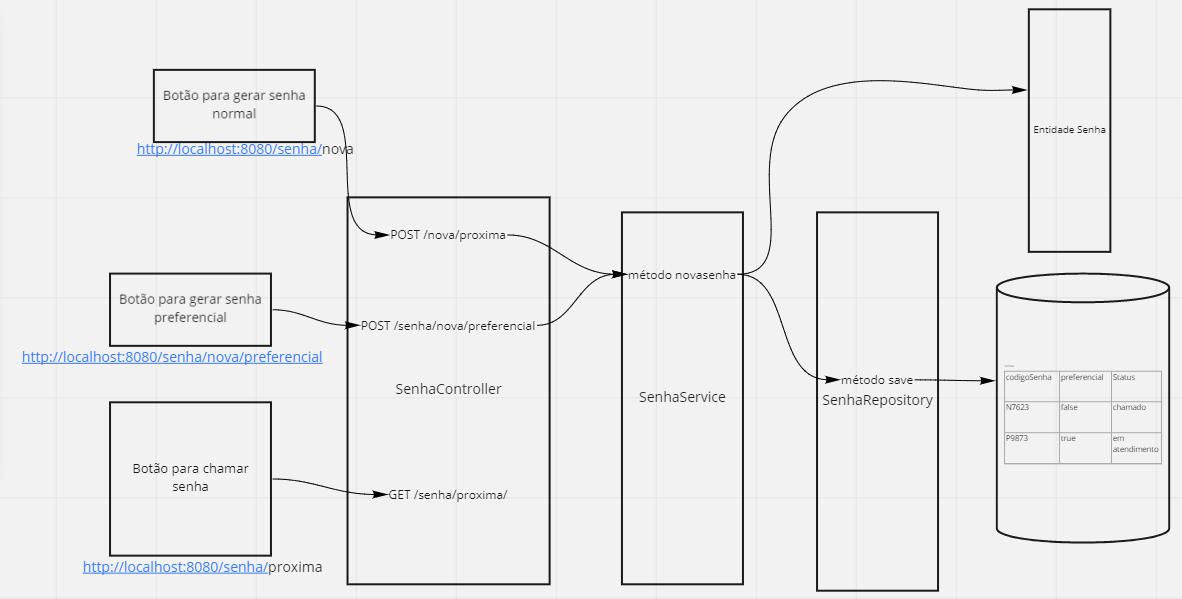 Botão para gerar senha
normal
http://localhost:8080/senha/nova
POST /nova/proxima
Botão para gerar senha
preferencial
http://localhost:8080/senha/nova/preferencial
POST /senha/nova/preferencial
SenhaController
Botão para chamar
senha
http://localhost:8080/senha/proxima
GET /senha/proxima/
método novasenha
SenhaService
método save
SenhaRepository
Entidade Senha
codigoSenha preferencial Status
N7623 false chamado
P9873 true em
atendimento